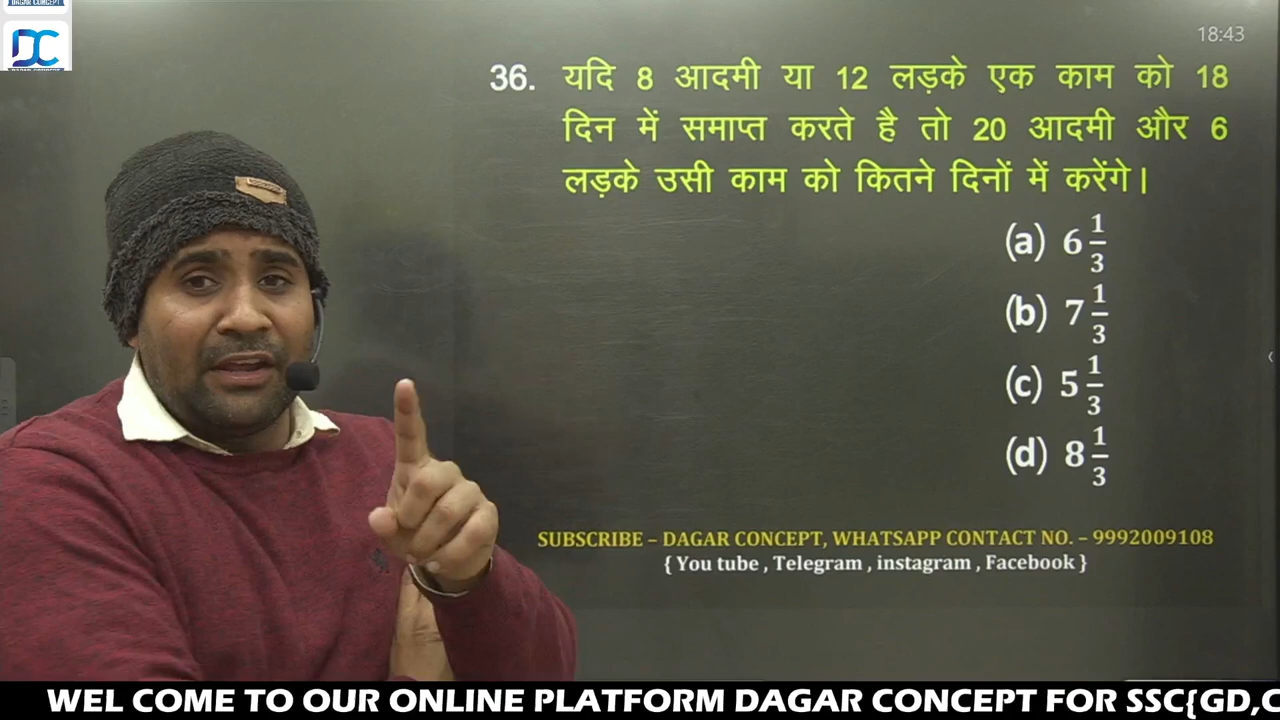 DAGAR CONCEPT
DC
18:43
36. यदि 8 आदमी या 12 लड़के एक काम को 18
दिन में समाप्त करते है तो 20 आदमी और 6
लड़के उसी काम को कितने दिनों में करेंगे।
(a) 6 1/3
(b) 7 1/3
(c) 5 1/3
(d) 8 1/3
SUBSCRIBE – DAGAR CONCEPT, WHATSAPP CONTACT NO. – 9992009108
{ You tube , Telegram , instagram , Facebook }
WEL COME TO OUR ONLINE PLATFORM DAGAR CONCEPT FOR SSC{GD,C